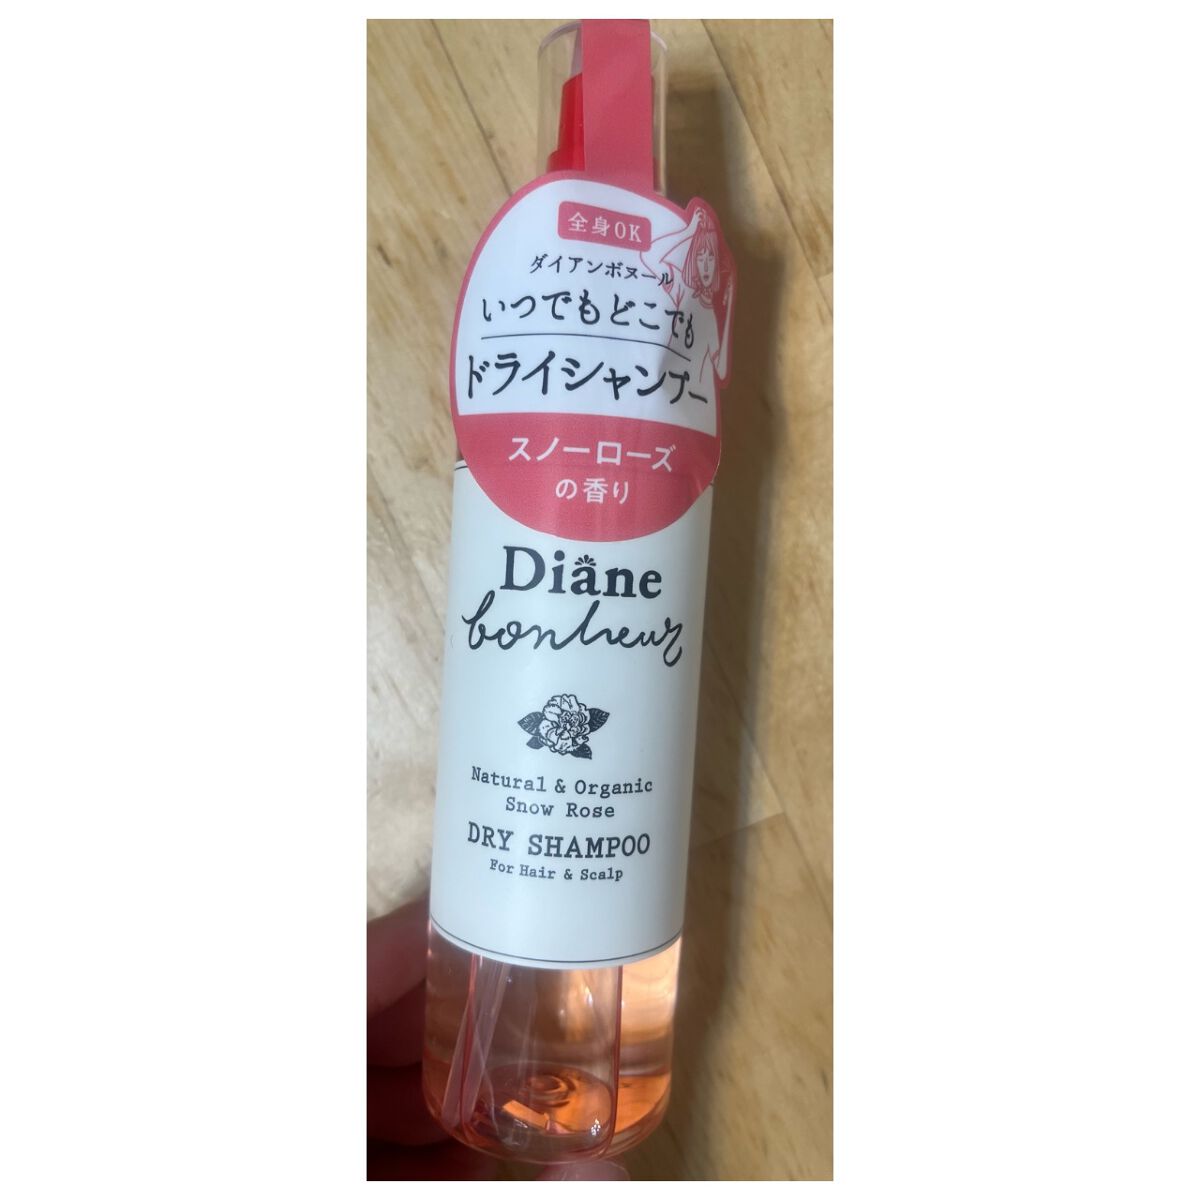 全身OK
ダイアンボヌール
いつでもどこでも
ドライシャンプー
スノーローズ
の香り
Diane
bonheur
Natural & Organic
Snow Rose
DRY SHAMPOO
For Hair & Scalp